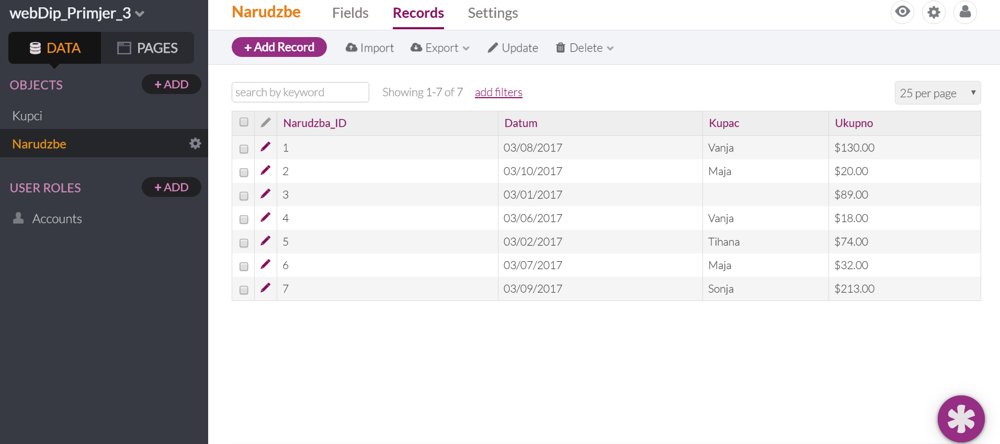 webDip_Primjer_3
DATA PAGES
OBJECTS + ADD
Kupci
Narudzbe
USER ROLES + ADD
Accounts
Narudzbe Fields Records Settings
+ Add Record Import Export Update Delete
search by keyword Showing 1-7 of 7 add filters 25 per page
Narudzba_ID Datum Kupac Ukupno
1 03/08/2017 Vanja $130.00
2 03/10/2017 Maja $20.00
3 03/01/2017 $89.00
4 03/06/2017 Vanja $18.00
5 03/02/2017 Tihana $74.00
6 03/07/2017 Maja $32.00
7 03/09/2017 Sonja $213.00